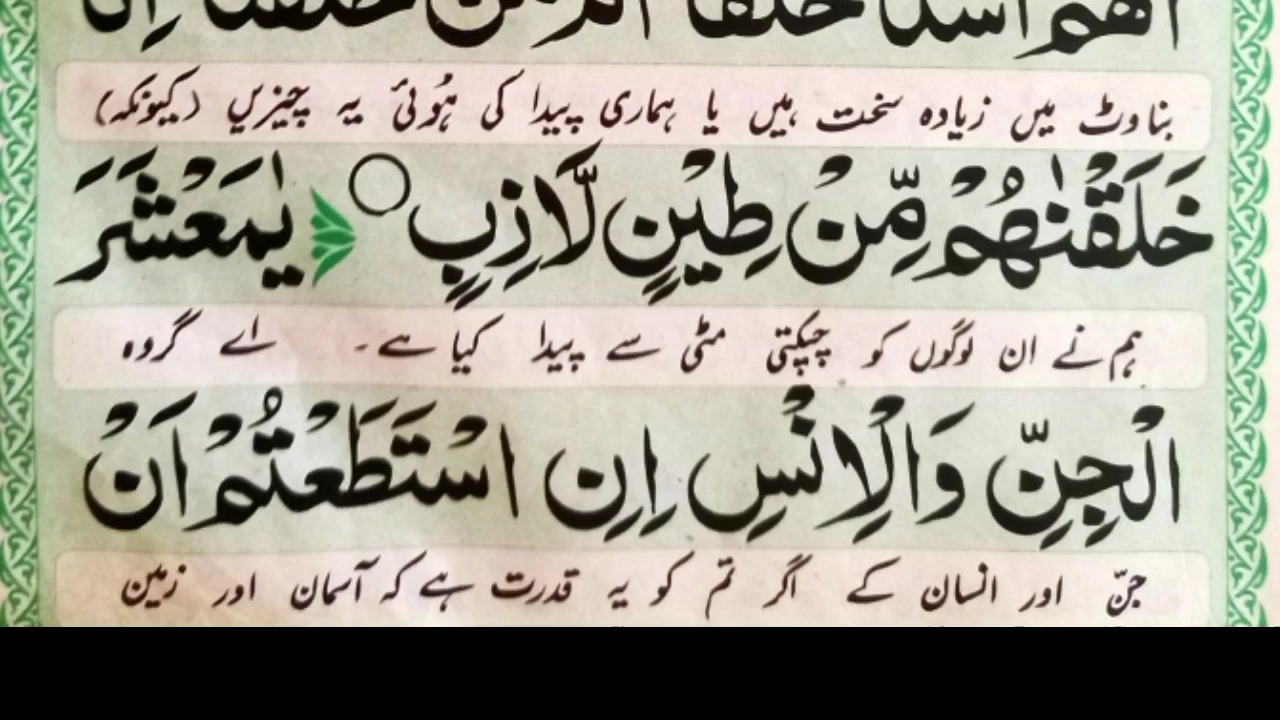 اَهُمْ اَشَدُّ خَلْقًا اَمْ مَّنْ خَلَقْنَا اِنَّا
بناوٹ میں زیادہ سخت ہیں یا ہماری پیدا کی ہُوئی یہ چیزیں (کیونکہ)
خَلَقْنٰهُمْ مِّنْ طِیْنٍ لَّازِبٍ ○ یٰمَعْشَرَ
ہم نے ان لوگوں کو چپکتی مٹی سے پیدا کیا ہے۔ اے گروہ
الْجِنِّ وَالْاِنْسِ اِنِ اسْتَطَعْتُمْ اَنْ
جنّ اور انسان کے اگر تم کو یہ قدرت ہے کہ آسمان اور زمین